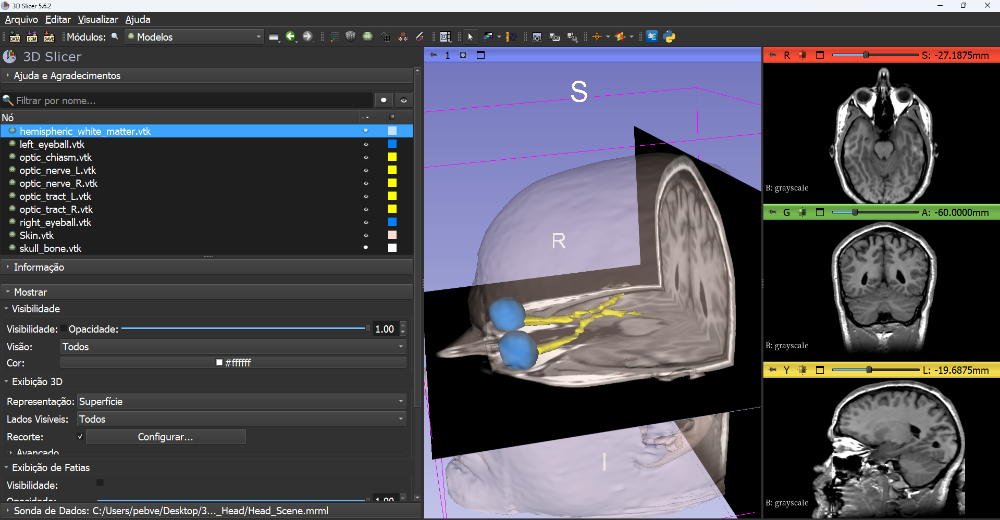 3D Slicer 5.6.2
Arquivo Editar Visualizar Ajuda
DATA DCM SAVE Módulos: Modelos
3D Slicer
Ajuda e Agradecimentos
Filtrar por nome...
Nó
hemispheric_white_matter.vtk
left_eyeball.vtk
optic_chiasm.vtk
optic_nerve_L.vtk
optic_nerve_R.vtk
optic_tract_L.vtk
optic_tract_R.vtk
right_eyeball.vtk
Skin.vtk
skull_bone.vtk
Informação
Mostrar
Visibilidade
Visibilidade: Opacidade: 1.00
Visão: Todos
Cor: #ffffff
Exibição 3D
Representação: Superfície
Lados Visíveis: Todos
Recorte: Configurar...
Avançado
Exibição de Fatias
Visibilidade:
Opacidade: 1.00
Sonda de Dados: C:/Users/pebve/Desktop/3..._Head/Head_Scene.mrml
1
S
R
I
R S: -27.1875mm
B: grayscale
G A: -60.0000mm
B: grayscale
Y L: -19.6875mm
B: grayscale